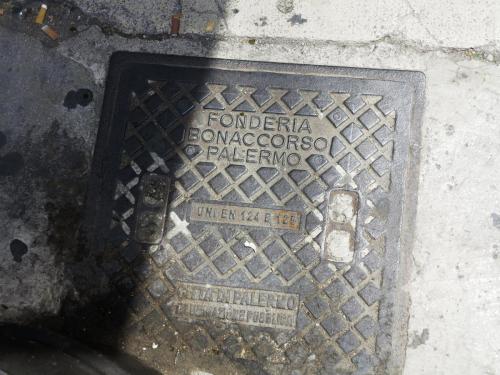 FONDERIA
BONACCORSO
PALERMO
UNI EN 124 B 125
CITTA DI PALERMO